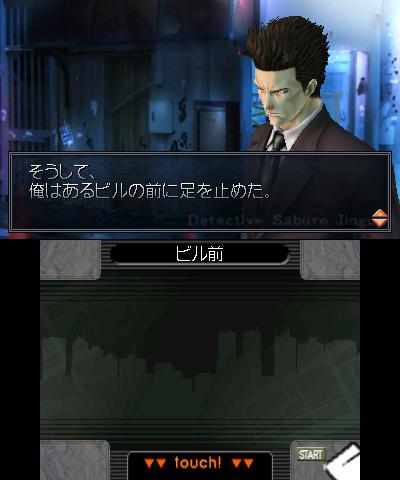 そうして、
俺はあるビルの前に足を止めた。
Detective Saburo Jingu
ビル前
touch!
START